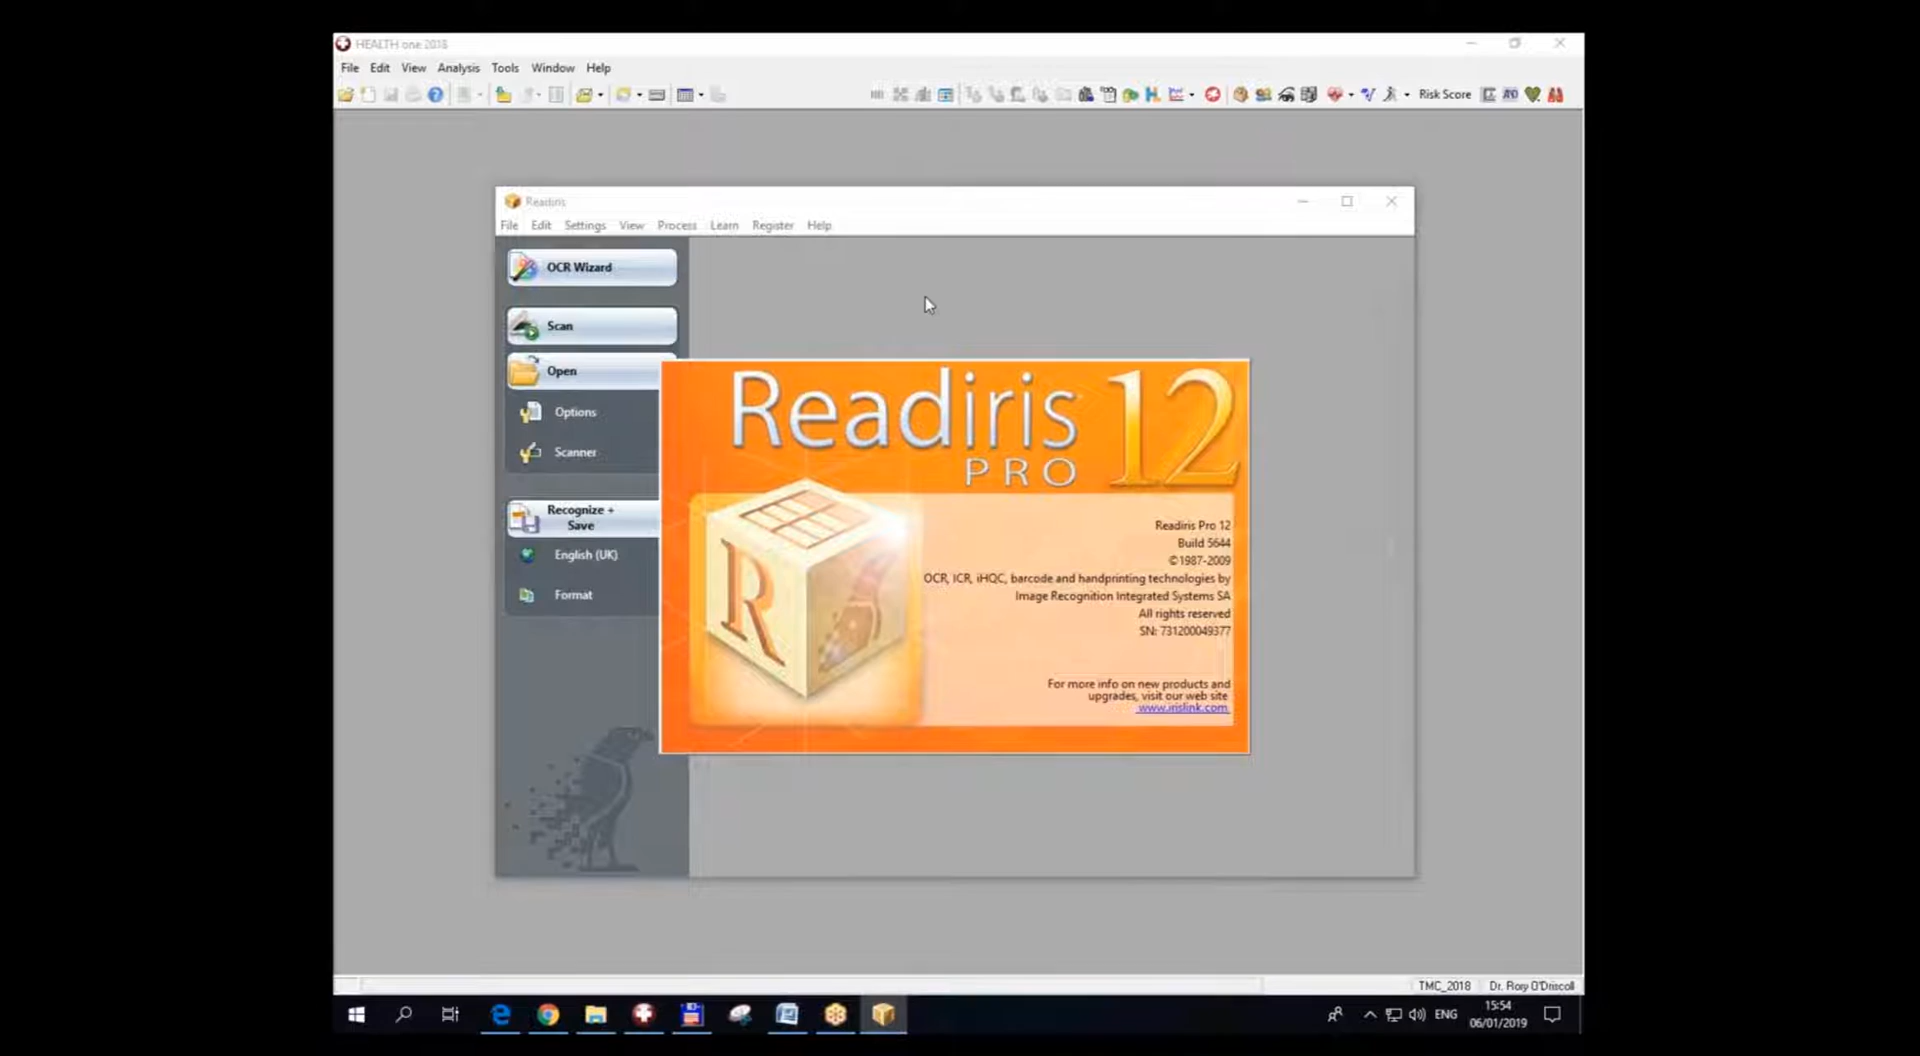 HEALTH one 2018
File Edit View Analysis Tools Window Help
Risk Score
Readiris
File Edit Settings View Process Learn Register Help
OCR Wizard
Scan
Open
Options
Scanner
Recognize +
Save
English (UK)
Format
Readiris 12
PRO
R
Readiris Pro 12
Build 5644
©1987-2009
OCR, ICR, iHQC, barcode and handprinting technologies by
Image Recognition Integrated Systems SA
All rights reserved
SN: 731200049377
For more info on new products and
upgrades, visit our web site
www.irislink.com
TMC_2018 Dr. Rory O'Driscoll
ENG
15:54
06/01/2019